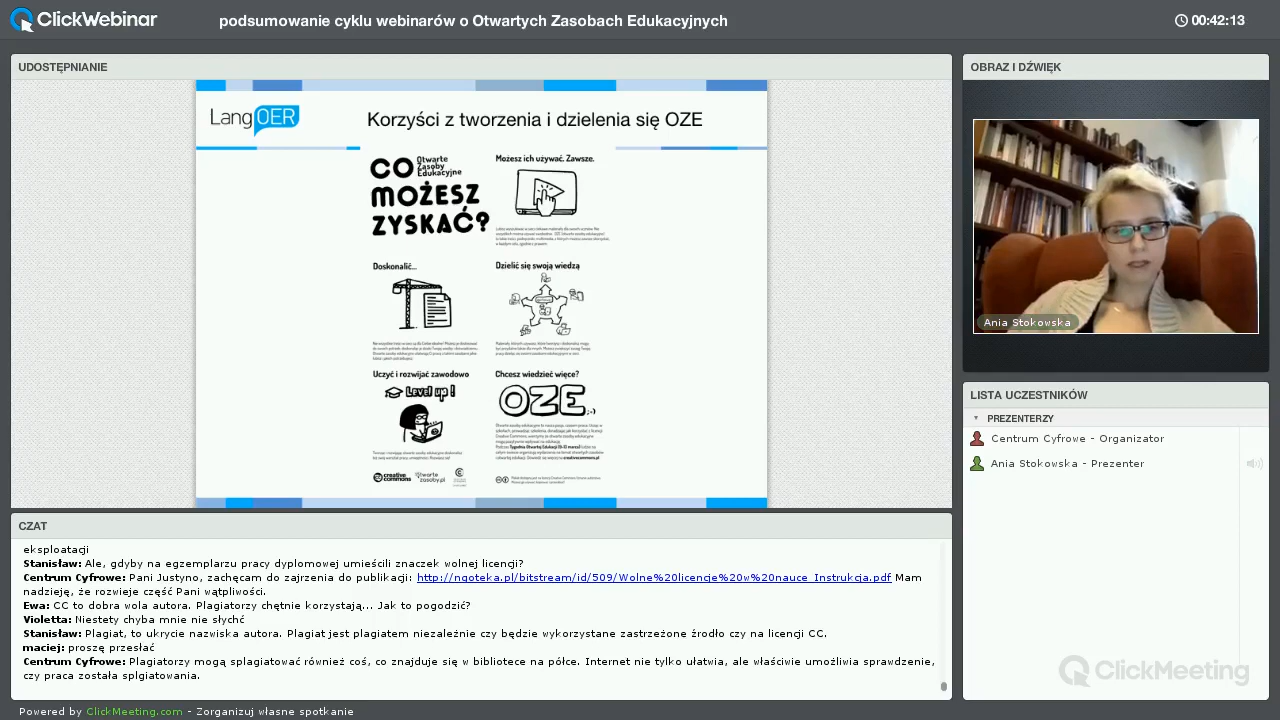 ClickWebinar
podsumowanie cyklu webinarów o Otwartych Zasobach Edukacyjnych
00:42:13
UDOSTĘPNIANIE
LangOER
Korzyści z tworzenia i dzielenia się OZE
CO Otwarte Zasoby Edukacyjne
MOŻESZ
ZYSKAĆ?
Możesz ich używać. Zawsze.
Doskonalić...
Dzielić się swoją wiedzą
Uczyć i rozwijać zawodowo
Level up!
Chcesz wiedzieć więcej?
OZE ;-)
creative commons
otwarte zasoby.pl
OBRAZ I DŹWIĘK
Ania Stokowska
LISTA UCZESTNIKÓW
PREZENTERZY
Centrum Cyfrowe - Organizator
Ania Stokowska - Prezenter
CZAT
eksploatacji
Stanisław: Ale, gdyby na egzemplarzu pracy dyplomowej umieścili znaczek wolnej licencji?
Centrum Cyfrowe: Pani Justyno, zachęcam do zajrzenia do publikacji: http://ngoteka.pl/bitstream/id/509/Wolne%20licencje%20w%20nauce_Instrukcja.pdf Mam
nadzieję, że rozwieje część Pani wątpliwości.
Ewa: CC to dobra wola autora. Plagiatorzy chętnie korzystają... Jak to pogodzić?
Violetta: Niestety chyba mnie nie słychć
Stanisław: Plagiat, to ukrycie nazwiska autora. Plagiat jest plagiatem niezależnie czy będzie wykorzystane zastrzeżone źrodło czy na licencji CC.
maciej: proszę przesłać
Centrum Cyfrowe: Plagiatorzy mogą splagiatować również coś, co znajduje się w bibliotece na półce. Internet nie tylko ułatwia, ale właściwie umożliwia sprawdzenie,
czy praca została splgiatowania.
ClickMeeting
Powered by ClickMeeting.com - Zorganizuj własne spotkanie